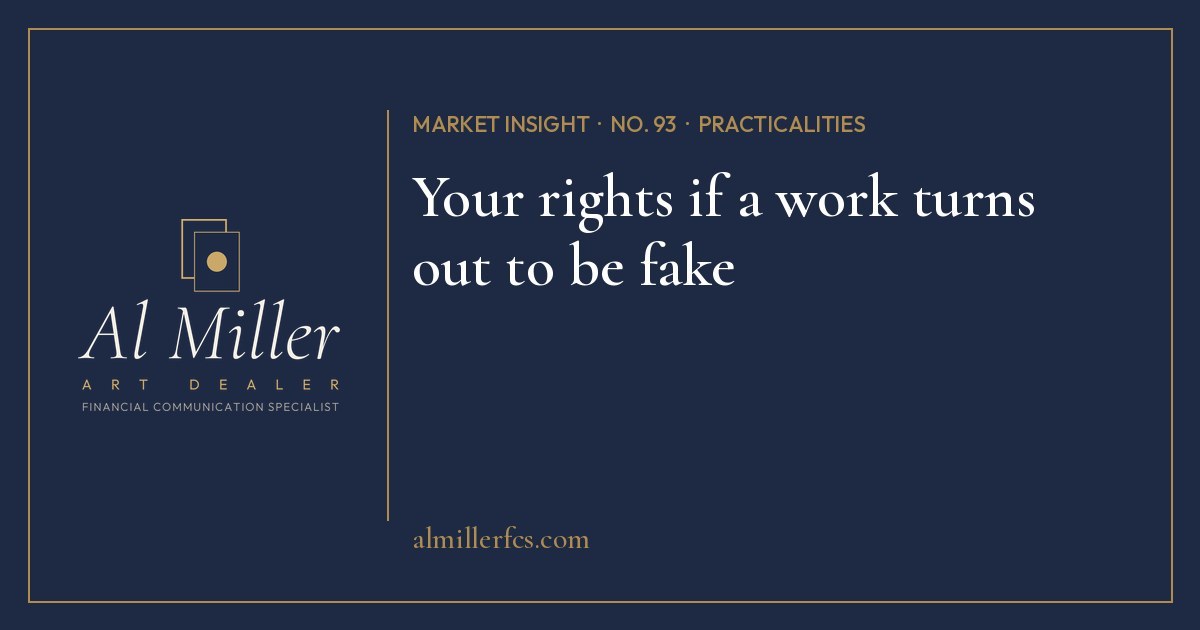 MARKET INSIGHT · NO. 93 · PRACTICALITIES
Your rights if a work turns
out to be fake
Al Miller
ART DEALER
FINANCIAL COMMUNICATION SPECIALIST
almillerfcs.com